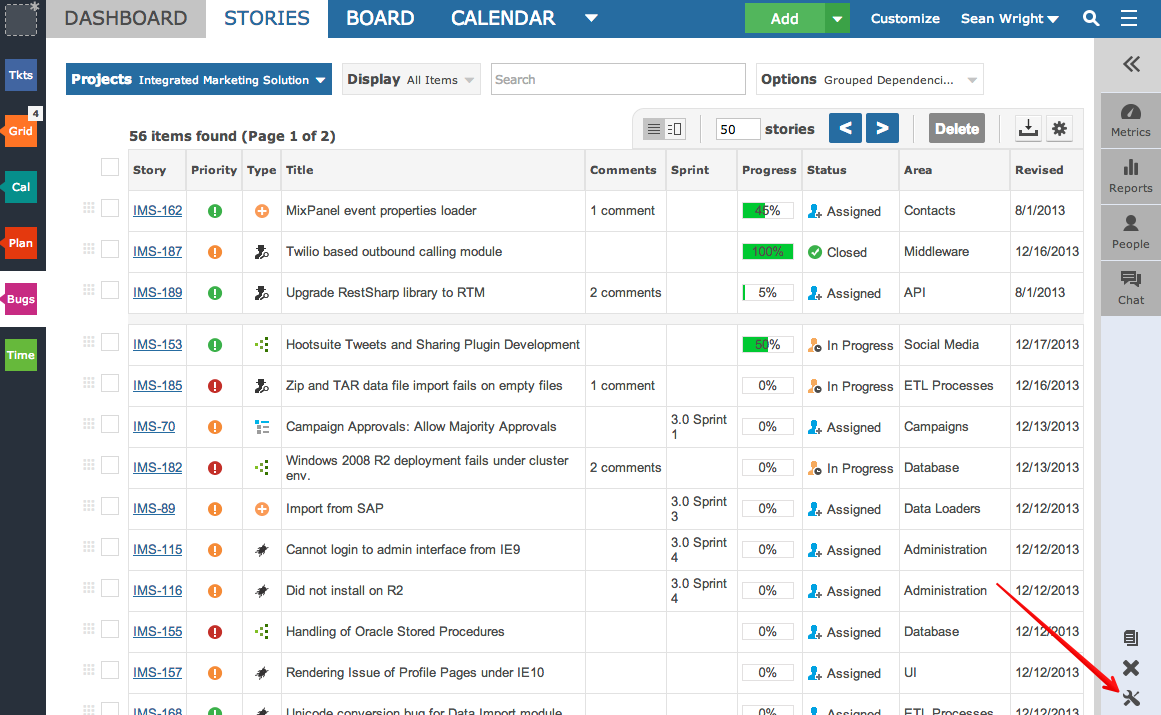 DASHBOARD STORIES BOARD CALENDAR Add Customize Sean Wright
Tkts
4
Grid
Cal
Plan
Bugs
Time
Projects Integrated Marketing Solution Display All Items Search Options Grouped Dependenci...
56 items found (Page 1 of 2) 50 stories < > Delete
Story Priority Type Title Comments Sprint Progress Status Area Revised
IMS-162 MixPanel event properties loader 1 comment 45% Assigned Contacts 8/1/2013
IMS-187 Twilio based outbound calling module 100% Closed Middleware 12/16/2013
IMS-189 Upgrade RestSharp library to RTM 2 comments 5% Assigned API 8/1/2013
IMS-153 Hootsuite Tweets and Sharing Plugin Development 50% In Progress Social Media 12/17/2013
IMS-185 Zip and TAR data file import fails on empty files 1 comment 0% In Progress ETL Processes 12/16/2013
IMS-70 Campaign Approvals: Allow Majority Approvals 3.0 Sprint 0% Assigned Campaigns 12/13/2013
1
IMS-182 Windows 2008 R2 deployment fails under cluster 2 comments 0% In Progress Database 12/13/2013
env.
IMS-89 Import from SAP 3.0 Sprint 0% Assigned Data Loaders 12/12/2013
3
IMS-115 Cannot login to admin interface from IE9 3.0 Sprint 0% Assigned Administration 12/12/2013
4
IMS-116 Did not install on R2 3.0 Sprint 0% Assigned Administration 12/12/2013
4
IMS-155 Handling of Oracle Stored Procedures 0% Assigned Database 12/12/2013
IMS-157 Rendering Issue of Profile Pages under IE10 0% Assigned UI 12/12/2013
IMS-168 Unicode conversion bug for Data Import module 0% Assigned ETL Processes 12/12/2013
Metrics
Reports
People
Chat